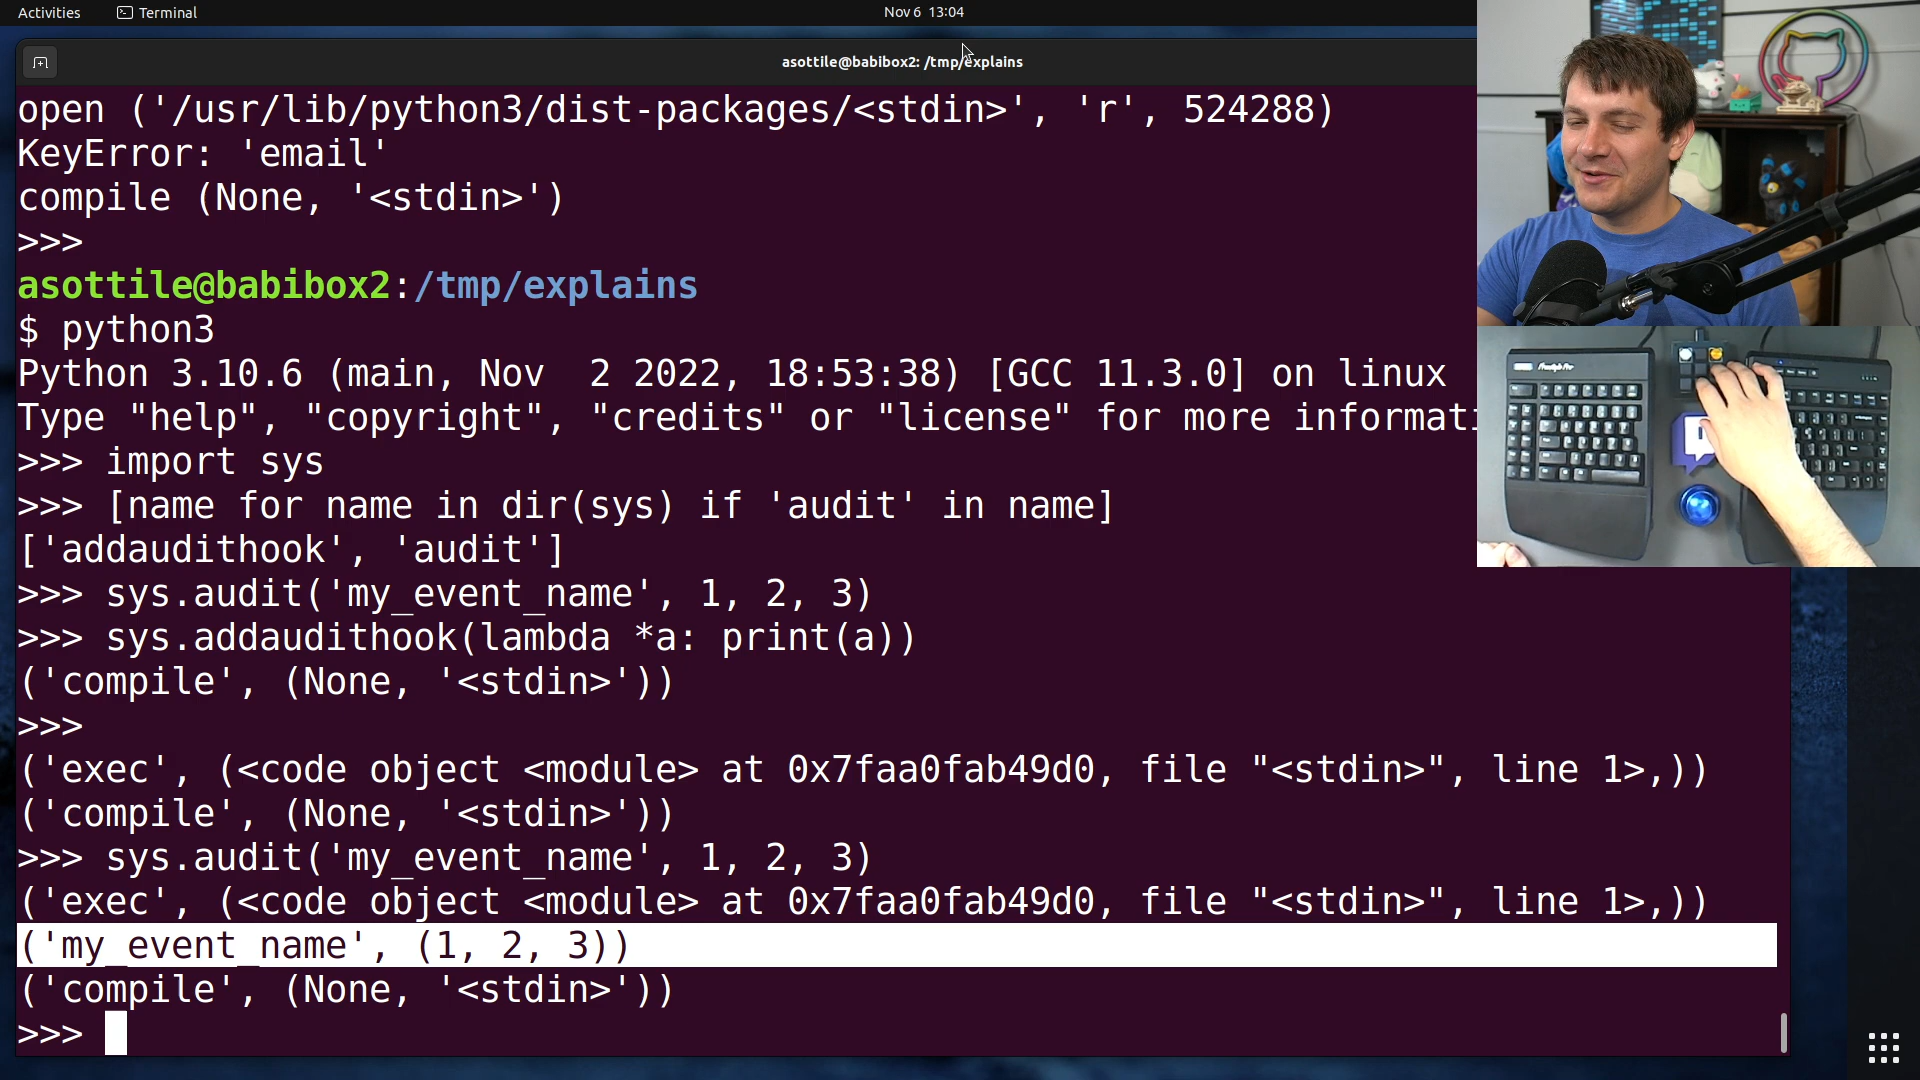 Activities
Terminal
Nov 6 13:04
asottile@babibox2: /tmp/explains
open ('/usr/lib/python3/dist-packages/<stdin>', 'r', 524288)
KeyError: 'email'
compile (None, '<stdin>')
>>>
asottile@babibox2:/tmp/explains
$ python3
Python 3.10.6 (main, Nov  2 2022, 18:53:38) [GCC 11.3.0] on linux
Type "help", "copyright", "credits" or "license" for more informati
>>> import sys
>>> [name for name in dir(sys) if 'audit' in name]
['addaudithook', 'audit']
>>> sys.audit('my_event_name', 1, 2, 3)
>>> sys.addaudithook(lambda *a: print(a))
('compile', (None, '<stdin>'))
>>>
('exec', (<code object <module> at 0x7faa0fab49d0, file "<stdin>", line 1>,))
('compile', (None, '<stdin>'))
>>> sys.audit('my_event_name', 1, 2, 3)
('exec', (<code object <module> at 0x7faa0fab49d0, file "<stdin>", line 1>,))
('my_event_name', (1, 2, 3))
('compile', (None, '<stdin>'))
>>>